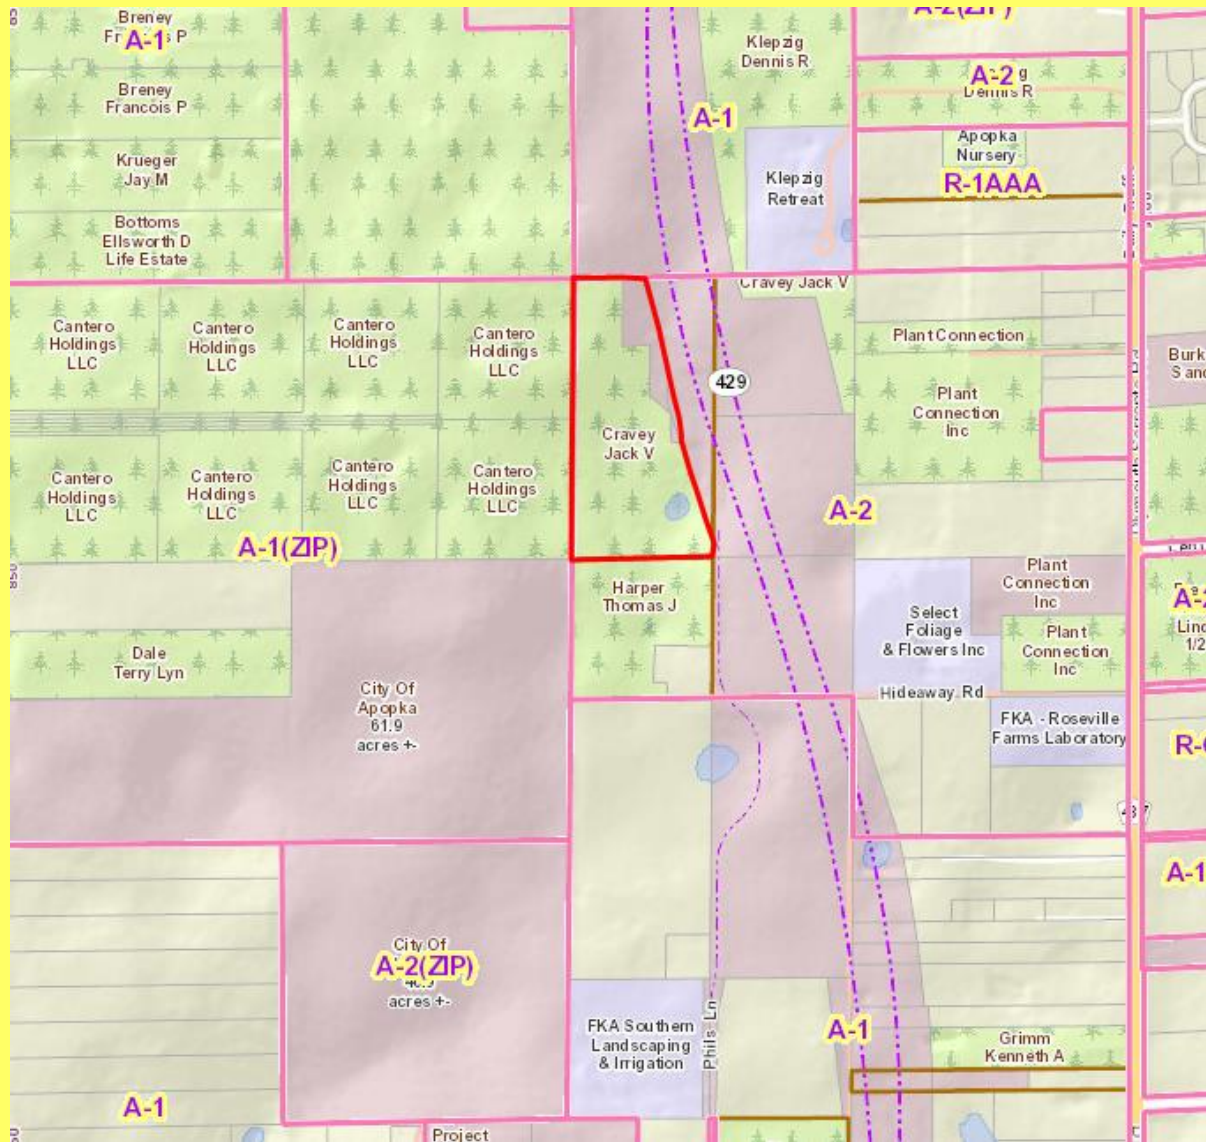 Breney
A-1
Breney
Francois P
Krueger
Jay M
Bottoms
Ellsworth D
Life Estate
Klepzig
Dennis R
A-1
Klepzig
Retreat
A-2(ZIP)
A-2
Dennis R
Apopka
Nursery
R-1AAA
Cantero
Holdings
LLC
Cantero
Holdings
LLC
Cantero
Holdings
LLC
Cantero
Holdings
LLC
Cravey Jack V
429
Plant Connection
Plant
Connection
Inc
Cravey
Jack V
Cantero
Holdings
LLC
Cantero
Holdings
LLC
Cantero
Holdings
LLC
Cantero
Holdings
LLC
A-1(ZIP)
A-2
Harper
Thomas J
Plant
Connection
Inc
Select
Foliage
& Flowers Inc
Plant
Connection
Inc
1/2
Dale
Terry Lyn
City Of
Apopka
61.9
acres +-
Hideaway Rd
FKA - Roseville
Farms Laboratory
A-1
City Of
A-2(ZIP)
acres +-
FKA Southern
Landscaping
& Irrigation
Phils Ln
A-1
Grimm
Kenneth A
A-1
Project